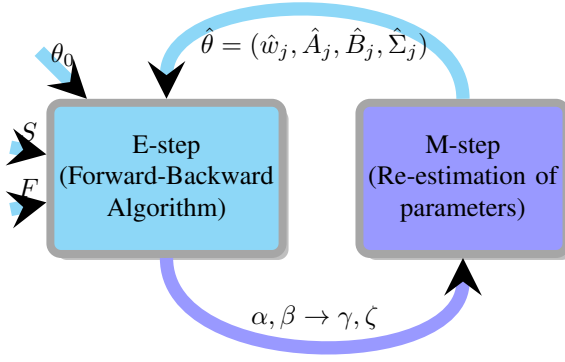 θ̂ = (ŵ_j, Â_j, B̂_j, Σ̂_j)
θ_0
S
F
E-step
(Forward-Backward
Algorithm)
M-step
(Re-estimation of
parameters)
α, β → γ, ζ